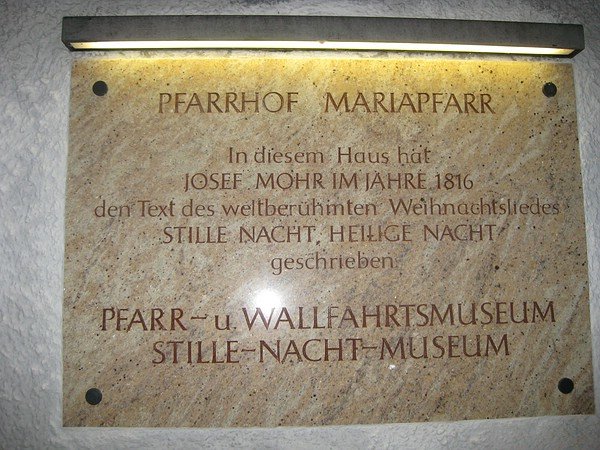 PFARRHOF MARIAPFARR
In diesem Haus hat
JOSEF MOHR IM JAHRE 1816
den Text des weltberühmten Weihnachtsliedes
STILLE NACHT, HEILIGE NACHT
geschrieben.
PFARR- u. WALLFAHRTSMUSEUM
STILLE-NACHT-MUSEUM